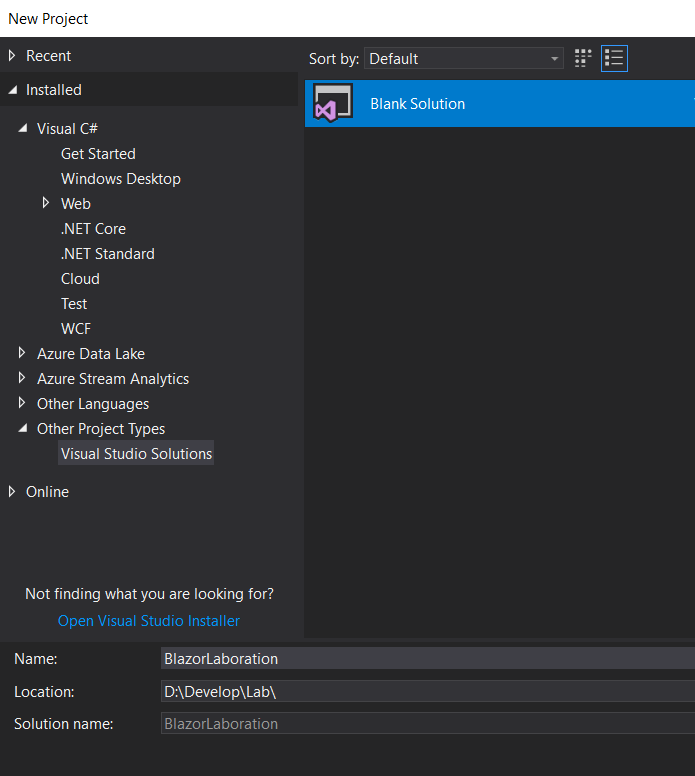 New Project
Recent
Installed
Visual C#
Get Started
Windows Desktop
Web
.NET Core
.NET Standard
Cloud
Test
WCF
Azure Data Lake
Azure Stream Analytics
Other Languages
Other Project Types
Visual Studio Solutions
Online
Not finding what you are looking for?
Open Visual Studio Installer
Sort by: Default
Blank Solution
Name: BlazorLaboration
Location: D:\Develop\Lab\
Solution name: BlazorLaboration